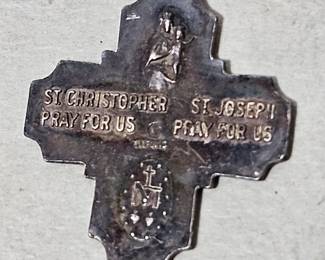 ST. CHRISTOPHER
PRAY FOR US
ST. JOSEPH
PRAY FOR US
M